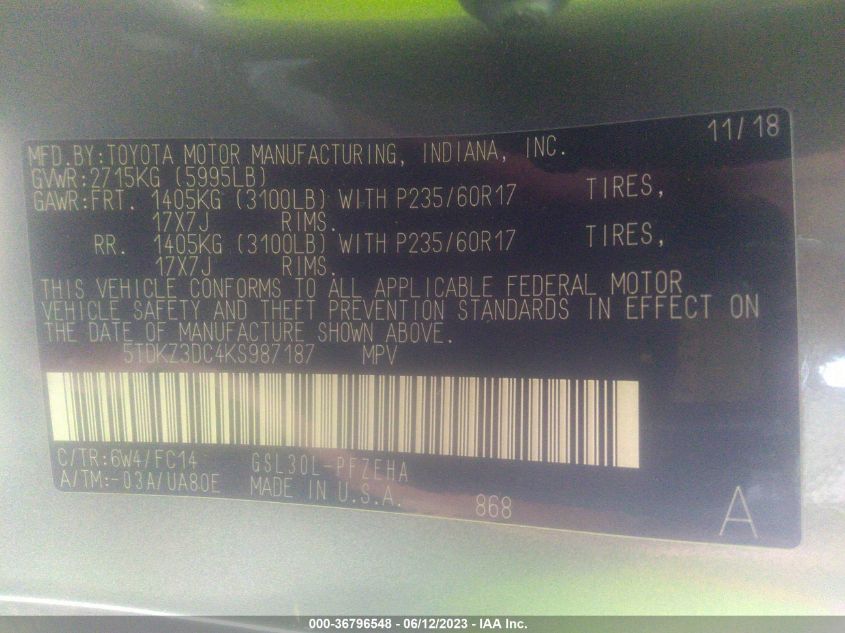 11/18
MFD.BY:TOYOTA MOTOR MANUFACTURING, INDIANA, INC.
GVWR:2715KG (5995LB)
GAWR:FRT. 1405KG (3100LB) WITH P235/60R17 TIRES,
17X7J RIMS.
RR. 1405KG (3100LB) WITH P235/60R17 TIRES,
17X7J RIMS.
THIS VEHICLE CONFORMS TO ALL APPLICABLE FEDERAL MOTOR
VEHICLE SAFETY AND THEFT PREVENTION STANDARDS IN EFFECT ON
THE DATE OF MANUFACTURE SHOWN ABOVE.
5TDKZ3DC4KS987187 MPV
C/TR:6W4/FC14 GSL30L-PFZEHA
A/TM:-03A/UA80E MADE IN U.S.A. 868 A
000-36796548 - 06/12/2023 - IAA Inc.